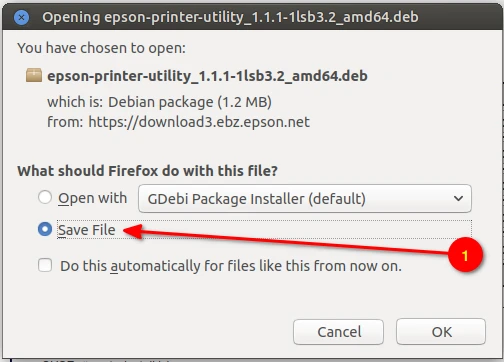 Opening epson-printer-utility_1.1.1-1lsb3.2_amd64.deb
You have chosen to open:
epson-printer-utility_1.1.1-1lsb3.2_amd64.deb
which is: Debian package (1.2 MB)
from: https://download3.ebz.epson.net
What should Firefox do with this file?
Open with GDebi Package Installer (default)
Save File
1
Do this automatically for files like this from now on.
Cancel OK